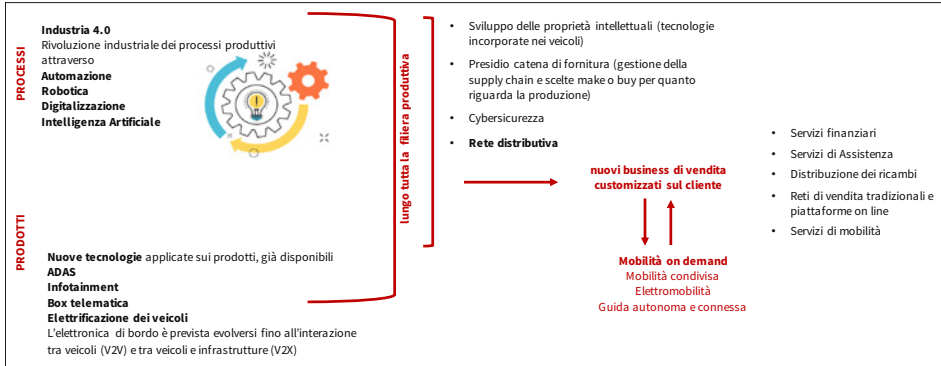 PROCESSI
Industria 4.0
Rivoluzione industriale dei processi produttivi
attraverso
Automazione
Robotica
Digitalizzazione
Intelligenza Artificiale
PRODOTTI
Nuove tecnologie applicate sui prodotti, già disponibili
ADAS
Infotainment
Box telematica
Elettrificazione dei veicoli
L'elettronica di bordo è prevista evolversi fino all'interazione
tra veicoli (V2V) e tra veicoli e infrastrutture (V2X)
lungo tutta la filiera produttiva
• Sviluppo delle proprietà intellettuali (tecnologie
incorporate nei veicoli)
• Presidio catena di fornitura (gestione della
supply chain e scelte make o buy per quanto
riguarda la produzione)
• Cybersicurezza
• Rete distributiva
nuovi business di vendita
customizzati sul cliente
Mobilità on demand
Mobilità condivisa
Elettromobilità
Guida autonoma e connessa
• Servizi finanziari
• Servizi di Assistenza
• Distribuzione dei ricambi
• Reti di vendita tradizionali e
piattaforme on line
• Servizi di mobilità